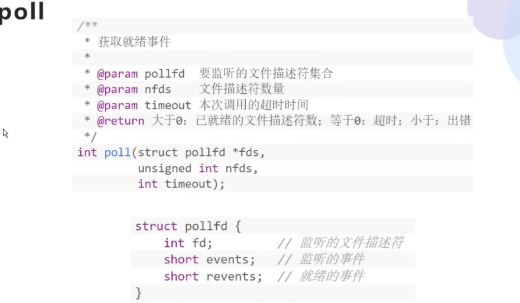 poll
/**
 * 获取就绪事件
 *
 * @param pollfd 要监听的文件描述符集合
 * @param nfds 文件描述符数量
 * @param timeout 本次调用的超时时间
 * @return 大于0：已就绪的文件描述符数；等于0：超时；小于：出错
 */
int poll(struct pollfd *fds,
unsigned int nfds,
int timeout);
struct pollfd {
int fd; // 监听的文件描述符
short events; // 监听的事件
short revents; // 就绪的事件
}